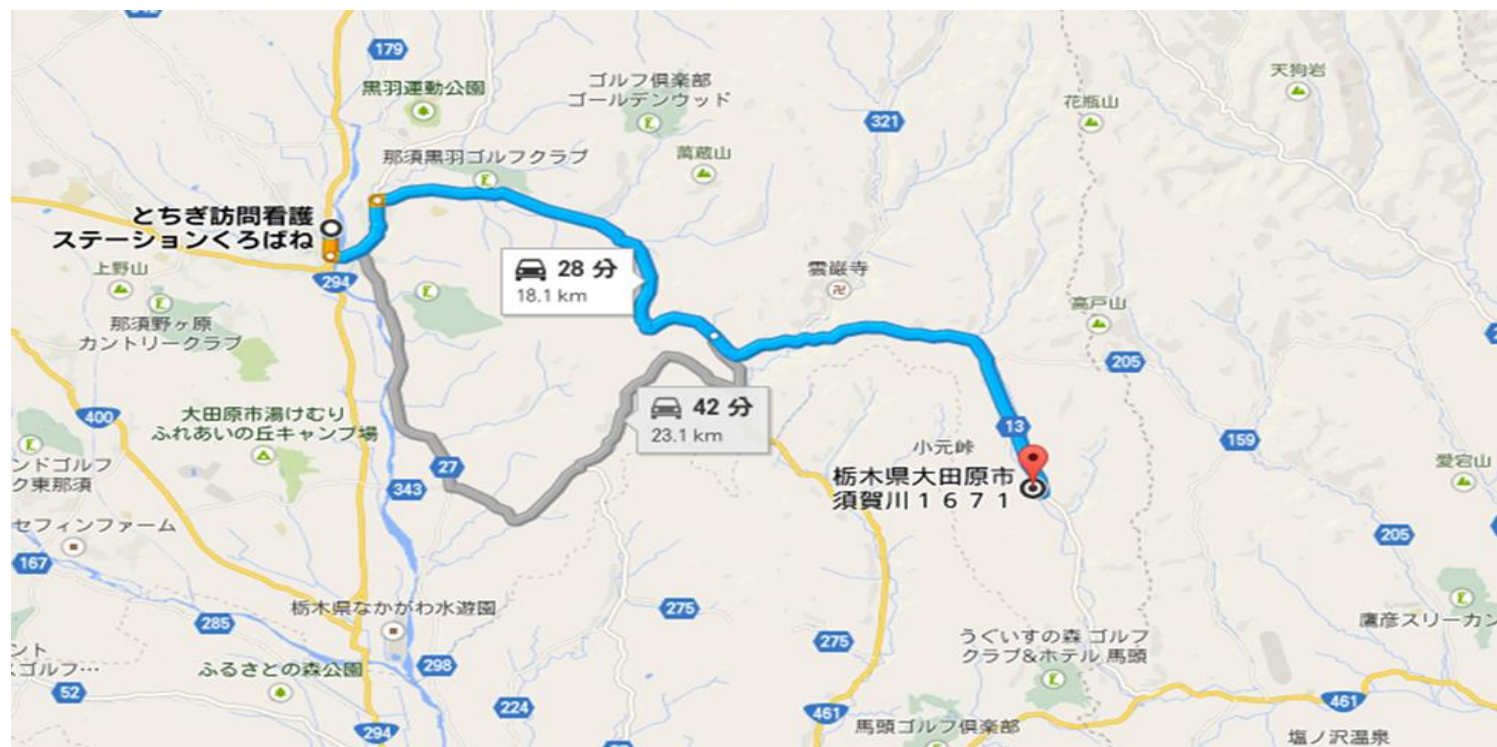 179
黒羽運動公園
ゴルフ倶楽部
ゴールデンウッド
天狗岩
花瓶山
321
那須黒羽ゴルフクラブ
萬蔵山
とちぎ訪問看護
ステーションくろばね
上野山
294
28 分
18.1 km
雲巌寺
高戸山
那須野ヶ原
カントリークラブ
205
400
大田原市湯けむり
ふれあいの丘キャンプ場
42 分
23.1 km
13
159
小元峠
ンドゴルフ
ク東那須
27
343
栃木県大田原市
須賀川１６７１
愛宕山
セフィンファーム
167
205
栃木県なかがわ水遊園
285
275
275
鷹彦スリーカン
ント
スゴルフ…
ふるさとの森公園
298
うぐいすの森 ゴルフ
クラブ&ホテル 馬頭
52
224
461
461
294
馬頭ゴルフ倶楽部
塩ノ沢温泉